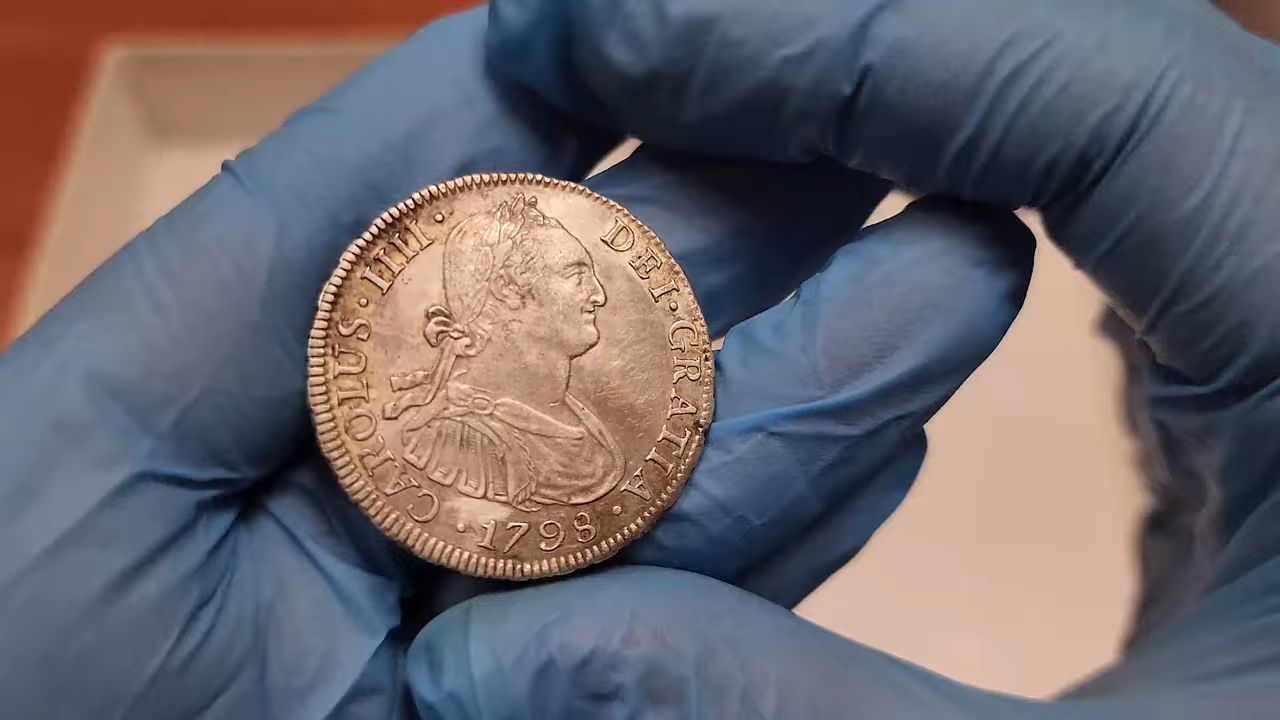 CAROLUS · IIII · DEI · GRATIA
· 1798 ·